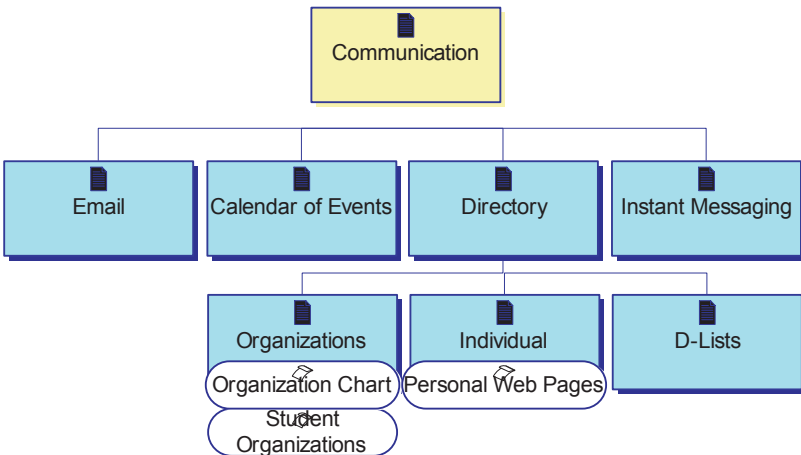 Communication
Email
Calendar of Events
Directory
Instant Messaging
Organizations
Individual
D-Lists
Organization Chart
Personal Web Pages
Student
Organizations